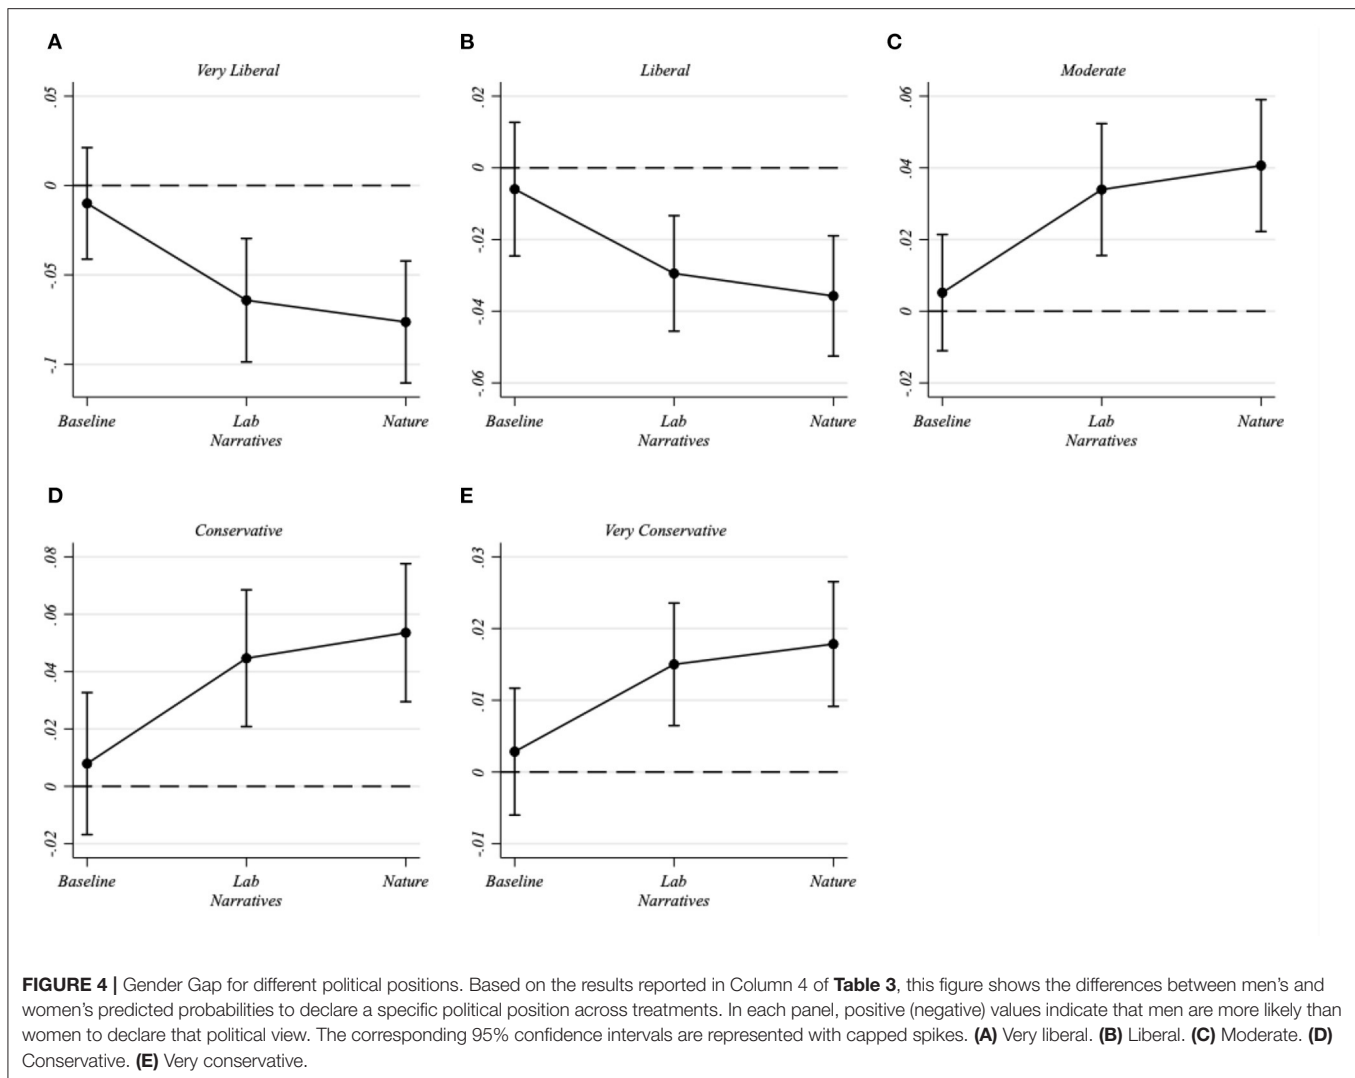 A
Very Liberal
.05
0
-.05
-.1
Baseline
Lab
Nature
Narratives
B
Liberal
.02
0
-.02
-.04
-.06
Baseline
Lab
Nature
Narratives
C
Moderate
.06
.04
.02
0
-.02
Baseline
Lab
Nature
Narratives
D
Conservative
.08
.06
.04
.02
0
-.02
Baseline
Lab
Nature
Narratives
E
Very Conservative
.03
.02
.01
0
-.01
Baseline
Lab
Nature
Narratives
FIGURE 4 | Gender Gap for different political positions. Based on the results reported in Column 4 of Table 3, this figure shows the differences between men’s and
women’s predicted probabilities to declare a specific political position across treatments. In each panel, positive (negative) values indicate that men are more likely than
women to declare that political view. The corresponding 95% confidence intervals are represented with capped spikes. (A) Very liberal. (B) Liberal. (C) Moderate. (D)
Conservative. (E) Very conservative.